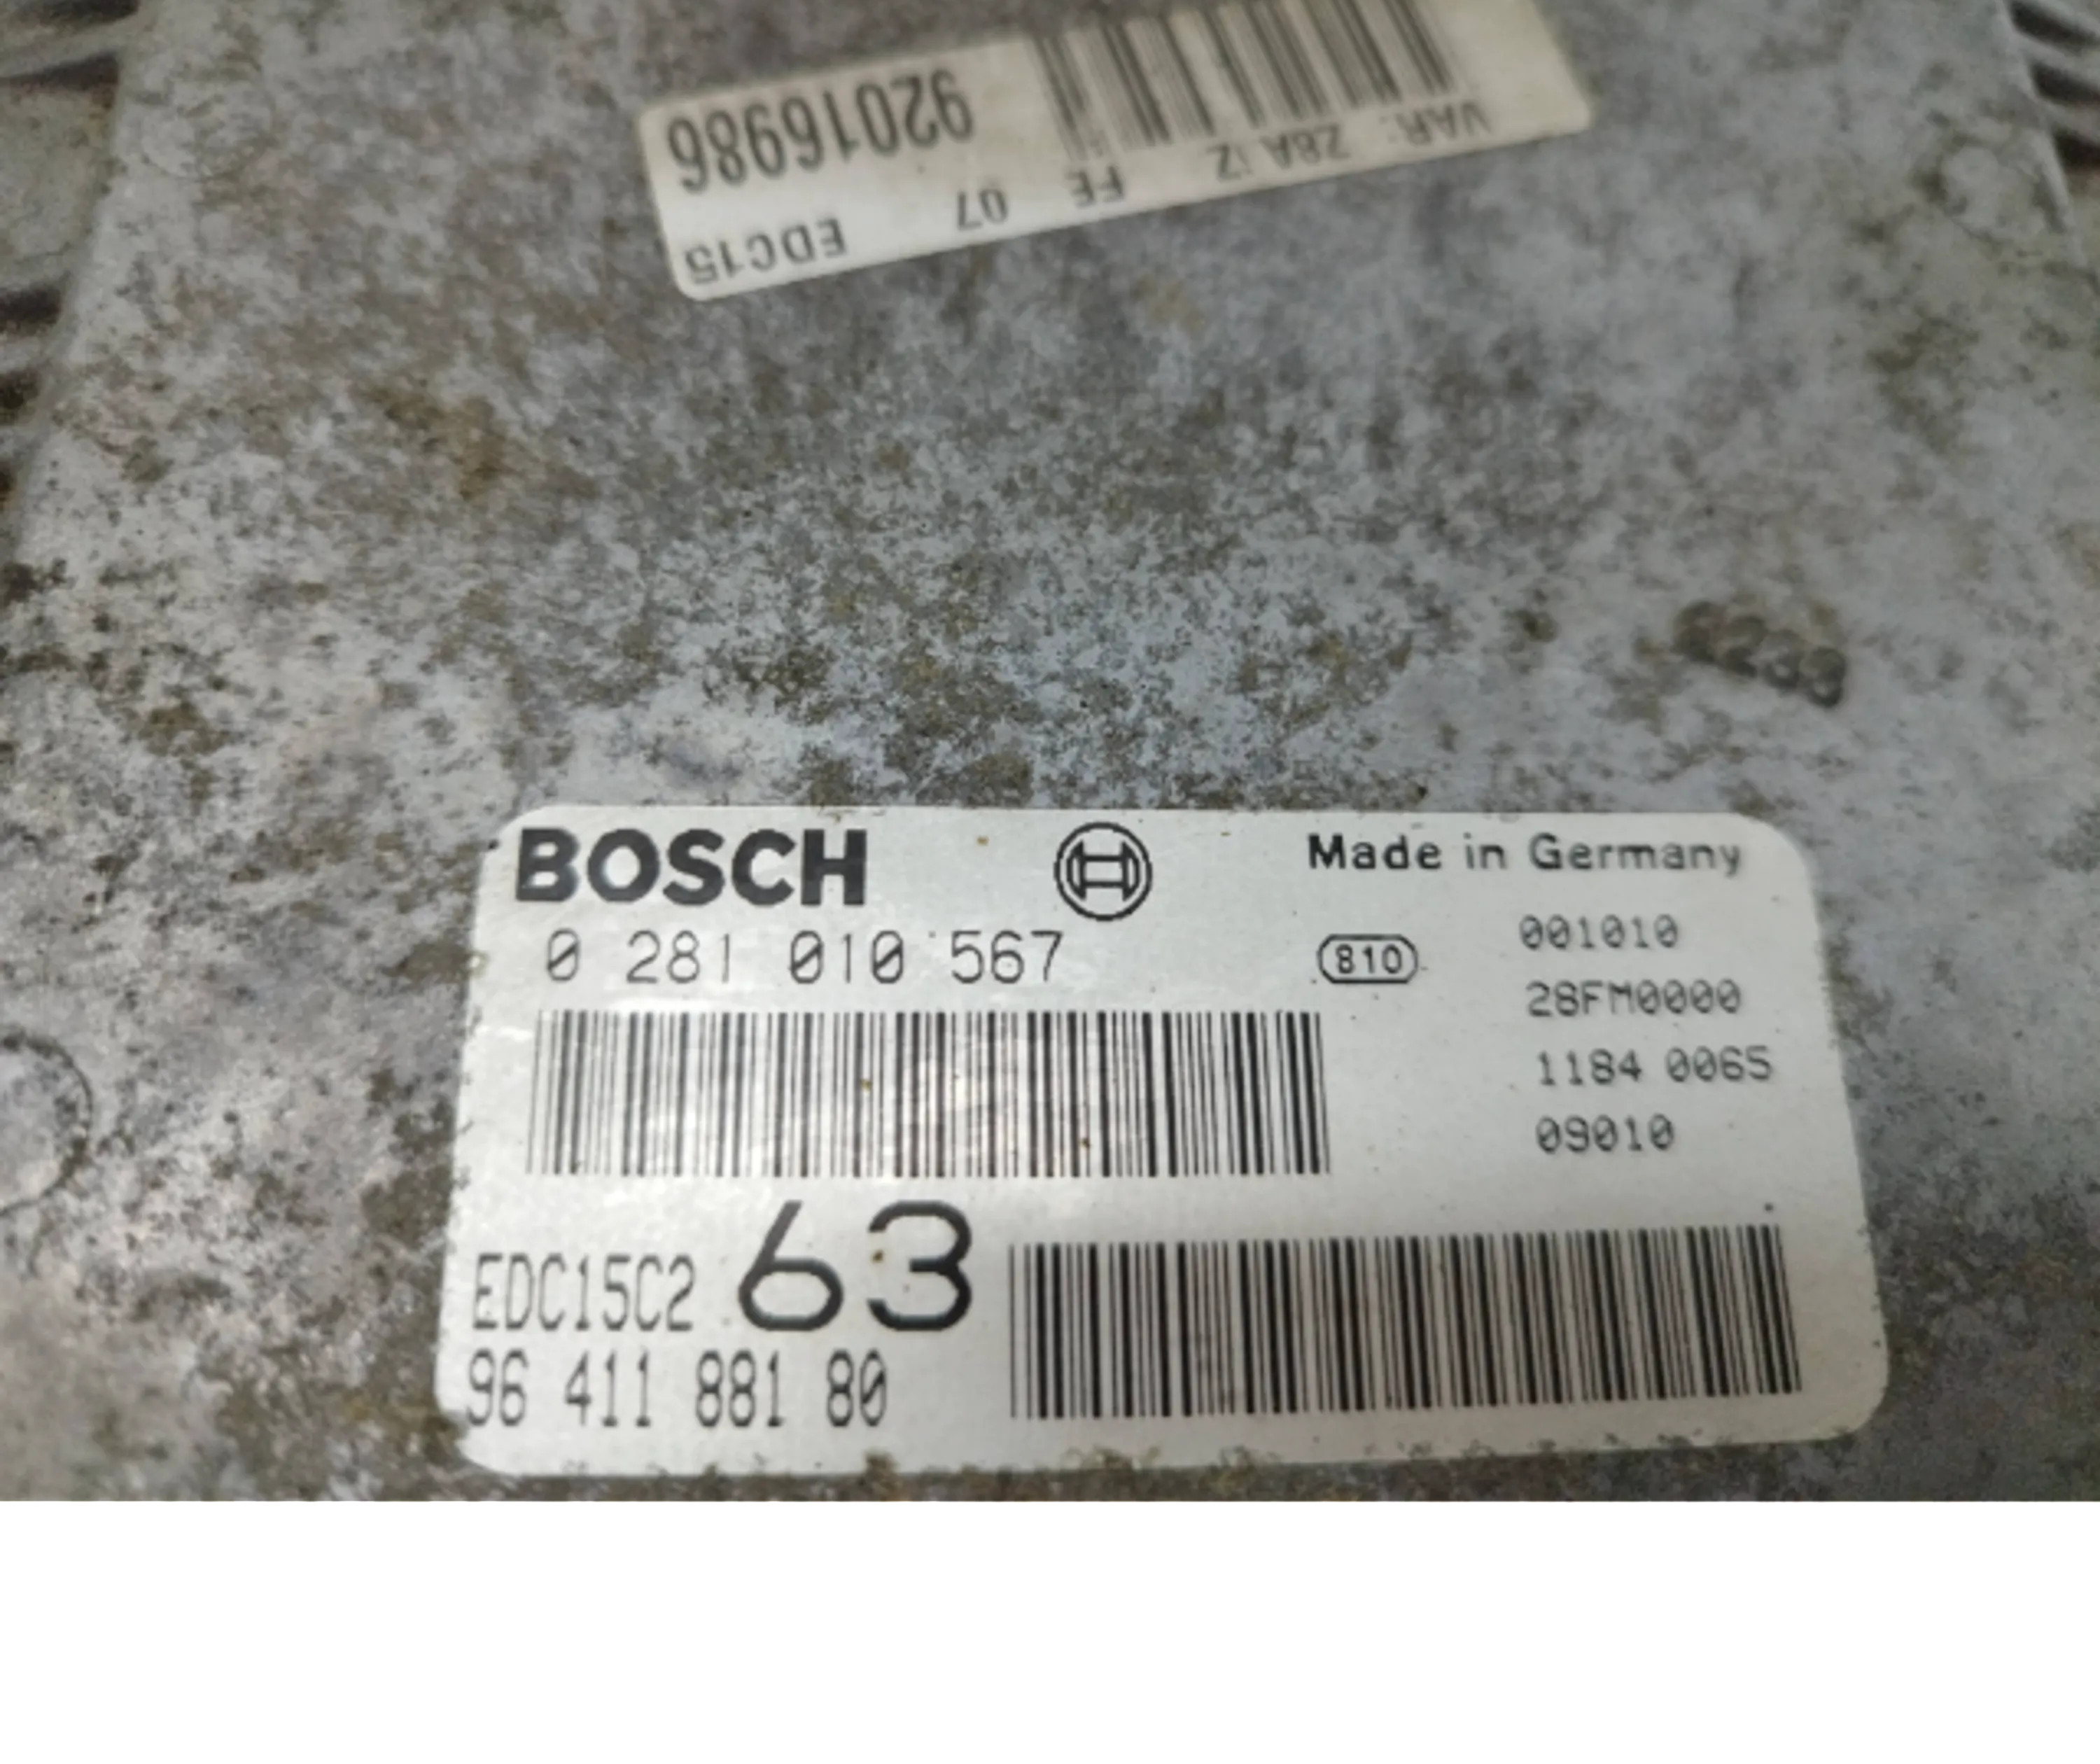 92016986
VAR: Z8A
FE 07 EDC15
BOSCH
Made in Germany
0 281 010 567
810
001010
28FM0000
1184 0065
09010
EDC15C2 63
96 411 881 80